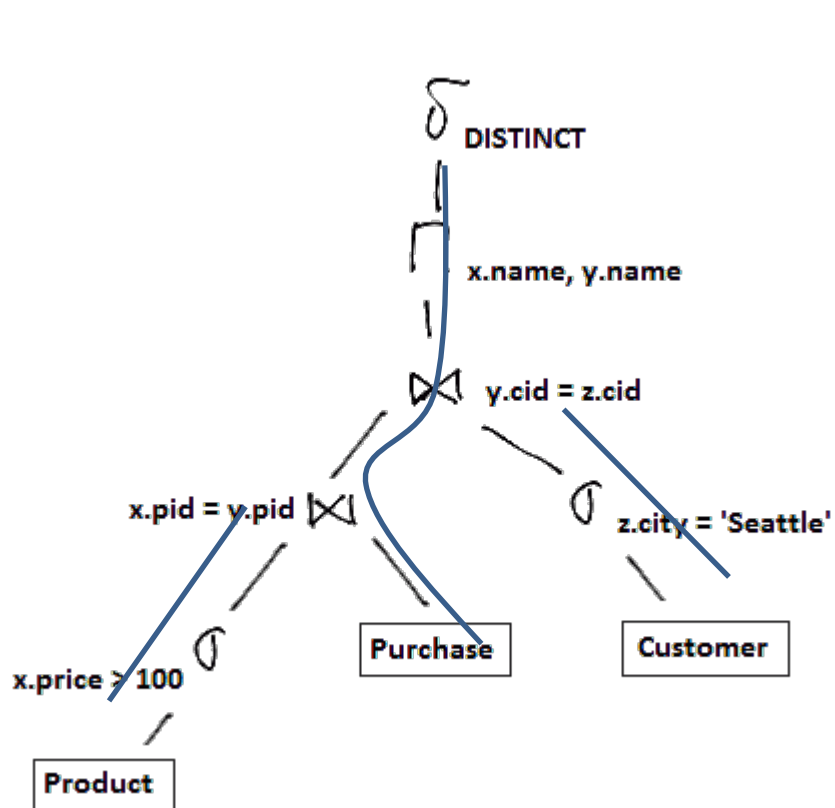 δ DISTINCT
Π x.name, y.name
⋈ y.cid = z.cid
x.pid = y.pid ⋈
σ z.city = 'Seattle'
x.price > 100 σ
Purchase
Customer
Product